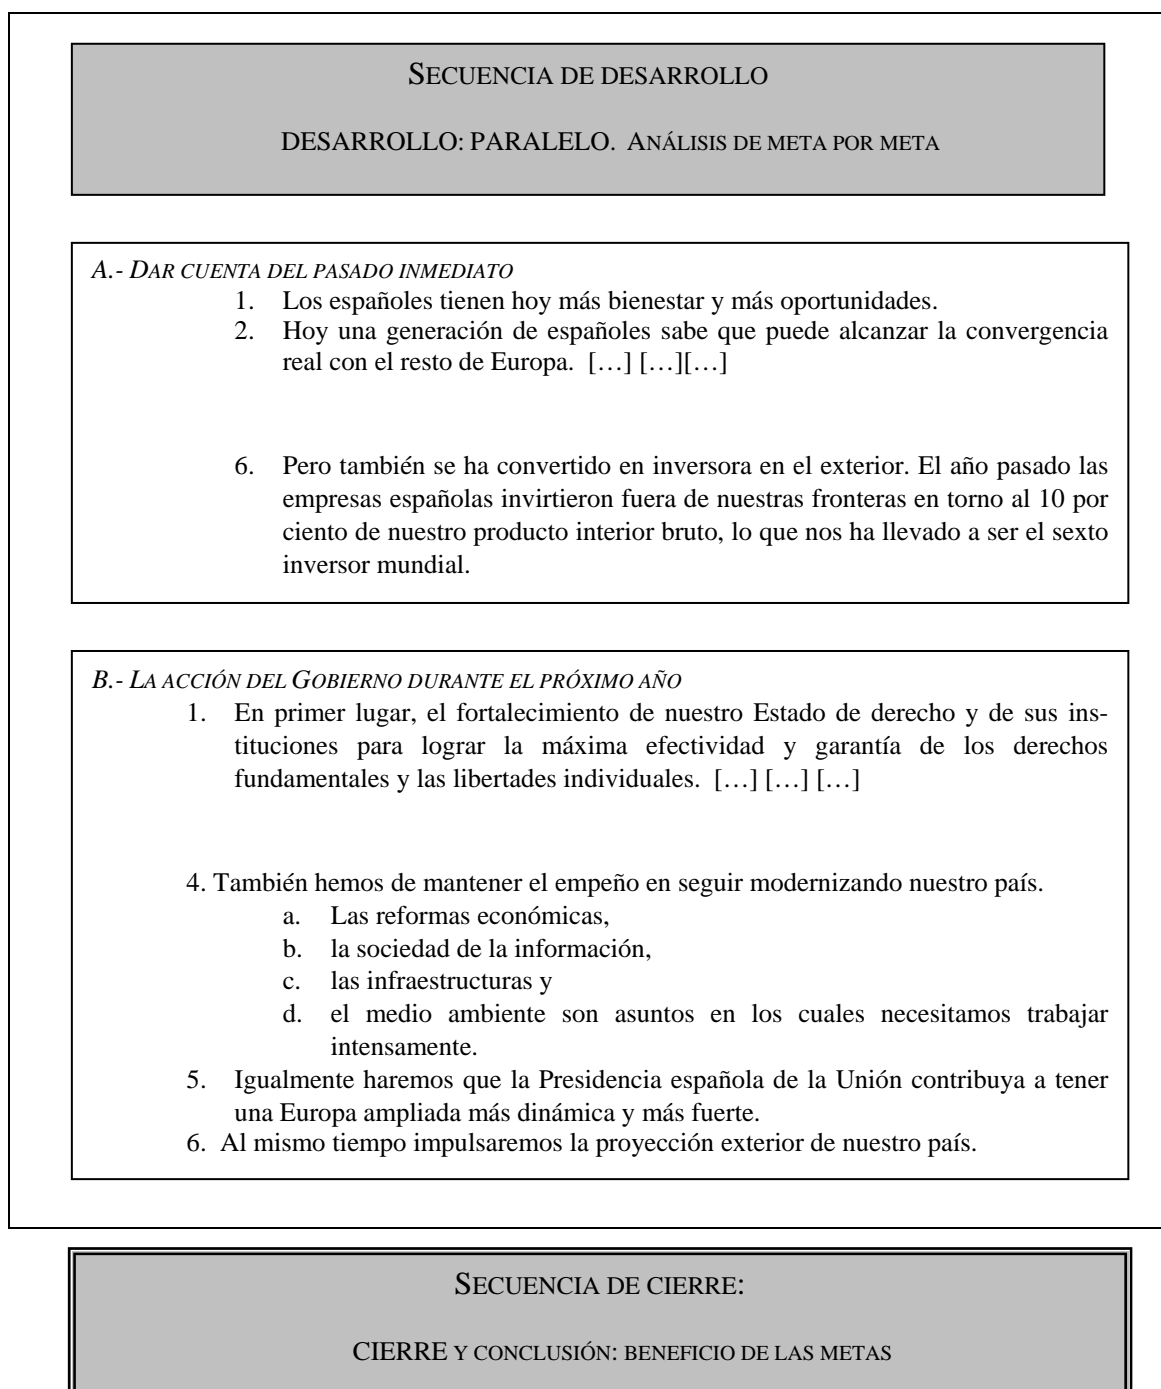 SECUENCIA DE DESARROLLO
DESARROLLO: PARALELO. ANÁLISIS DE META POR META
A.- DAR CUENTA DEL PASADO INMEDIATO
1. Los españoles tienen hoy más bienestar y más oportunidades.
2. Hoy una generación de españoles sabe que puede alcanzar la convergencia
real con el resto de Europa. […] […][…]
6. Pero también se ha convertido en inversora en el exterior. El año pasado las
empresas españolas invirtieron fuera de nuestras fronteras en torno al 10 por
ciento de nuestro producto interior bruto, lo que nos ha llevado a ser el sexto
inversor mundial.
B.- LA ACCIÓN DEL GOBIERNO DURANTE EL PRÓXIMO AÑO
1. En primer lugar, el fortalecimiento de nuestro Estado de derecho y de sus ins-
tituciones para lograr la máxima efectividad y garantía de los derechos
fundamentales y las libertades individuales. […] […] […]
4. También hemos de mantener el empeño en seguir modernizando nuestro país.
a. Las reformas económicas,
b. la sociedad de la información,
c. las infraestructuras y
d. el medio ambiente son asuntos en los cuales necesitamos trabajar
intensamente.
5. Igualmente haremos que la Presidencia española de la Unión contribuya a tener
una Europa ampliada más dinámica y más fuerte.
6. Al mismo tiempo impulsaremos la proyección exterior de nuestro país.
SECUENCIA DE CIERRE:
CIERRE Y CONCLUSIÓN: BENEFICIO DE LAS METAS